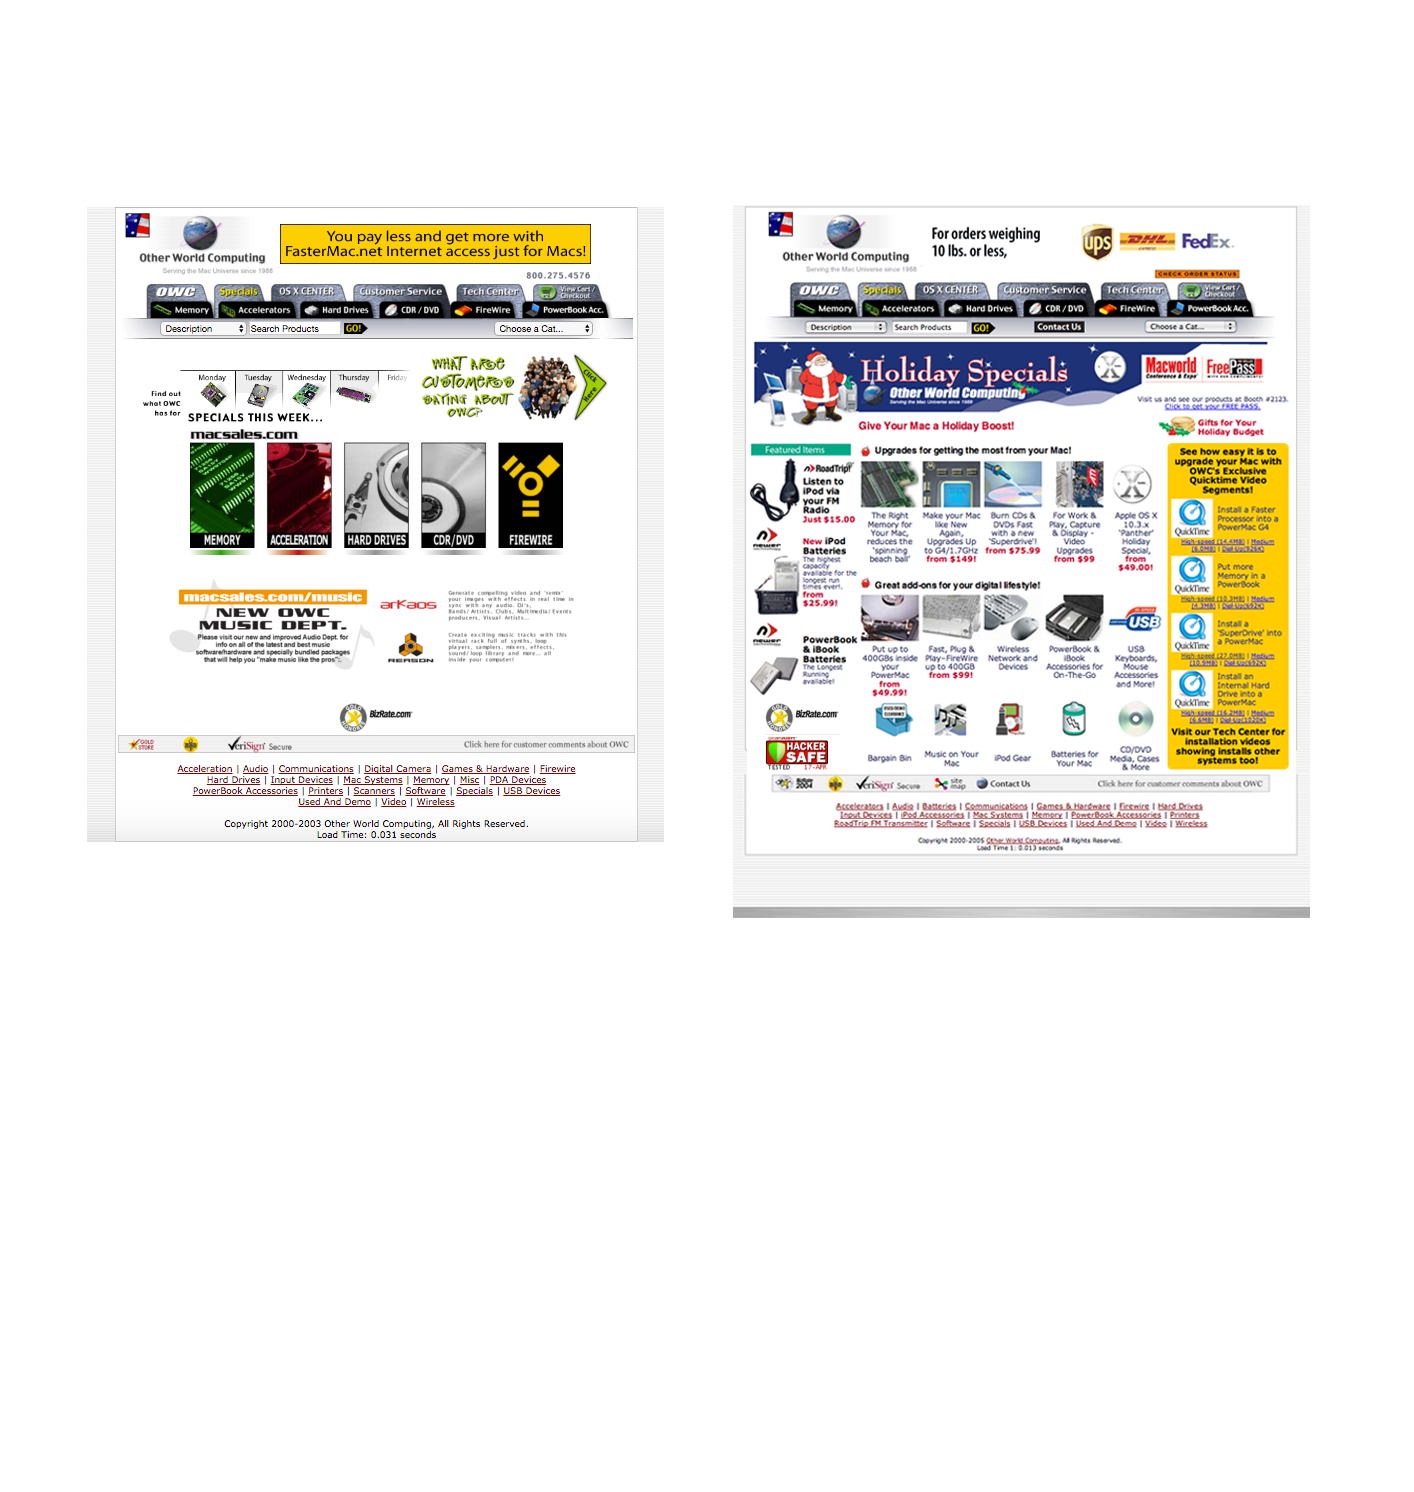 Other World Computing
Serving the Mac Universe since 1988
You pay less and get more with
FasterMac.net Internet access just for Macs!
800.275.4576
OWC
Specials
OS X CENTER
Customer Service
Tech Center
View Cart /
Checkout
Memory
Accelerators
Hard Drives
CDR / DVD
FireWire
PowerBook Acc.
Description
Search Products
GO!
Choose a Cat...
Find out
what OWC
has for
Monday
Tuesday
Wednesday
Thursday
Friday
SPECIALS THIS WEEK...
WHAT ARE
CUSTOMERS
SAYING ABOUT
OWC?
Click
Here
macsales.com
MEMORY
ACCELERATION
HARD DRIVES
CDR/DVD
FIREWIRE
macsales.com/music
NEW OWC
MUSIC DEPT.
Please visit our new and improved Audio Dept. for
info on all of the latest and best music
software/hardware and specially bundled packages
that will help you "make music like the pros";.
arkaos
Generate compelling video and 'remix'
your images with effects in real time in
sync with any audio. DJ's,
Bands/Artists, Clubs, Multimedia/Events
producers, Visual Artists...
REASON
Create exciting music tracks with this
virtual rack full of synths, loop
players, samplers, mixers, effects,
sound/loop library and more... all
inside your computer!
BizRate.com
GOLD
STORE
VeriSign Secure
Click here for customer comments about OWC
Acceleration | Audio | Communications | Digital Camera | Games & Hardware | Firewire
Hard Drives | Input Devices | Mac Systems | Memory | Misc | PDA Devices
PowerBook Accessories | Printers | Scanners | Software | Specials | USB Devices
Used And Demo | Video | Wireless
Copyright 2000-2003 Other World Computing, All Rights Reserved.
Load Time: 0.031 seconds
Other World Computing
Serving the Mac Universe since 1988
For orders weighing
10 lbs. or less,
ups
DHL
FedEx
CHECK ORDER STATUS
OWC
Specials
OS X CENTER
Customer Service
Tech Center
View Cart /
Checkout
Memory
Accelerators
Hard Drives
CDR / DVD
FireWire
PowerBook Acc.
Description
Search Products
GO!
Contact Us
Choose a Cat...
Holiday Specials
Other World Computing
Serving the Mac Universe since 1988
Macworld
Conference & Expo
FreePass!
WITH OUR COMPLIMENTS!
Visit us and see our products at Booth #2123.
Click to get your FREE PASS.
Give Your Mac a Holiday Boost!
Gifts for Your
Holiday Budget
Featured Items
RoadTrip!
Listen to
iPod via
your FM
Radio
Just $15.00
newer
New iPod
Batteries
The highest
capacity
available for the
longest run
times ever!.
from
$25.99!
newer
PowerBook
& iBook
Batteries
The Longest
Running
available!
Upgrades for getting the most from your Mac!
The Right
Memory for
Your Mac,
reduces the
'spinning
beach ball'
Make your Mac
like New
Again,
Upgrades Up
to G4/1.7GHz
from $149!
Burn CDs &
DVDs Fast
with a new
'Superdrive'!
from $75.99
For Work &
Play, Capture
& Display -
Video
Upgrades
from $99
Apple OS X
10.3.x
'Panther'
Holiday
Special,
from
$49.00!
Great add-ons for your digital lifestyle!
Put up to
400GBs inside
your
PowerMac
from
$49.99!
Fast, Plug &
Play-FireWire
up to 400GB
from $99!
Wireless
Network and
Devices
PowerBook &
iBook
Accessories for
On-The-Go
USB
USB
Keyboards,
Mouse
Accessories
and More!
Bargain Bin
Music on Your
Mac
iPod Gear
Batteries for
Your Mac
CD/DVD
Media, Cases
& More
See how easy it is to
upgrade your Mac with
OWC's Exclusive
Quicktime Video
Segments!
QuickTime
Install a Faster
Processor into a
PowerMac G4
High-speed (14.4MB) | Medium
(6.0MB) | Dial-Up(926K)
QuickTime
Put more
Memory in a
PowerBook
High-speed (10.3MB) | Medium
(4.3MB) | Dial-Up(692K)
QuickTime
Install a
'SuperDrive' into
a PowerMac
High-speed (27.0MB) | Medium
(10.9MB) | Dial-Up(692K)
QuickTime
Install an
Internal Hard
Drive into a
PowerMac
High-speed (16.2MB) | Medium
(6.6MB) | Dial-Up(1020K)
Visit our Tech Center for
installation videos
showing installs other
systems too!
BizRate.com
HACKER
SAFE
TESTED 17-APR
2004
VeriSign Secure
site
map
Contact Us
Click here for customer comments about OWC
Accelerators | Audio | Batteries | Communications | Games & Hardware | Firewire | Hard Drives
Input Devices | iPod Accessories | Mac Systems | Memory | PowerBook Accessories | Printers
RoadTrip FM Transmitter | Software | Specials | USB Devices | Used And Demo | Video | Wireless
Copyright 2000-2005 Other World Computing, All Rights Reserved.
Load Time 1: 0.013 seconds